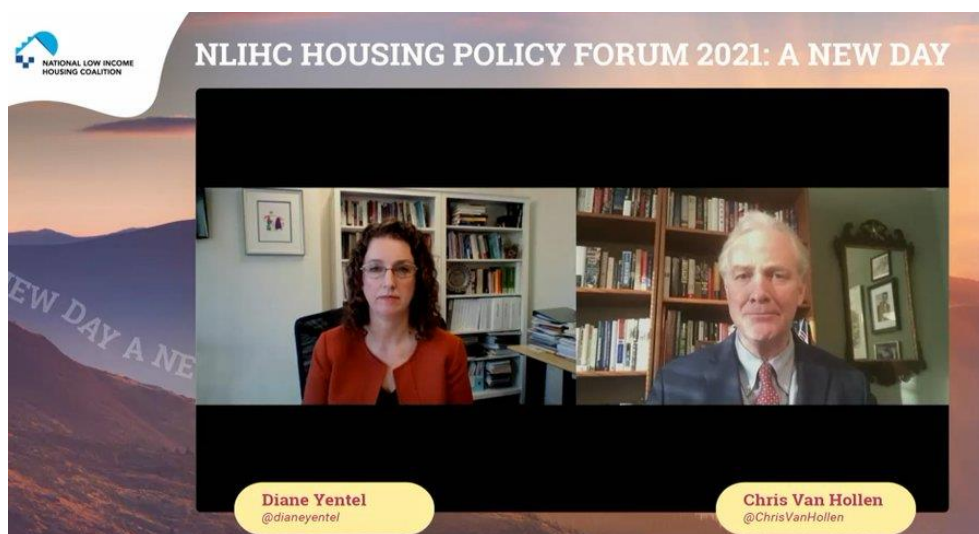 NATIONAL LOW INCOME
HOUSING COALITION
NLIHC HOUSING POLICY FORUM 2021: A NEW DAY
EW DAY A NE
Diane Yentel
@dianeyentel
Chris Van Hollen
@ChrisVanHollen